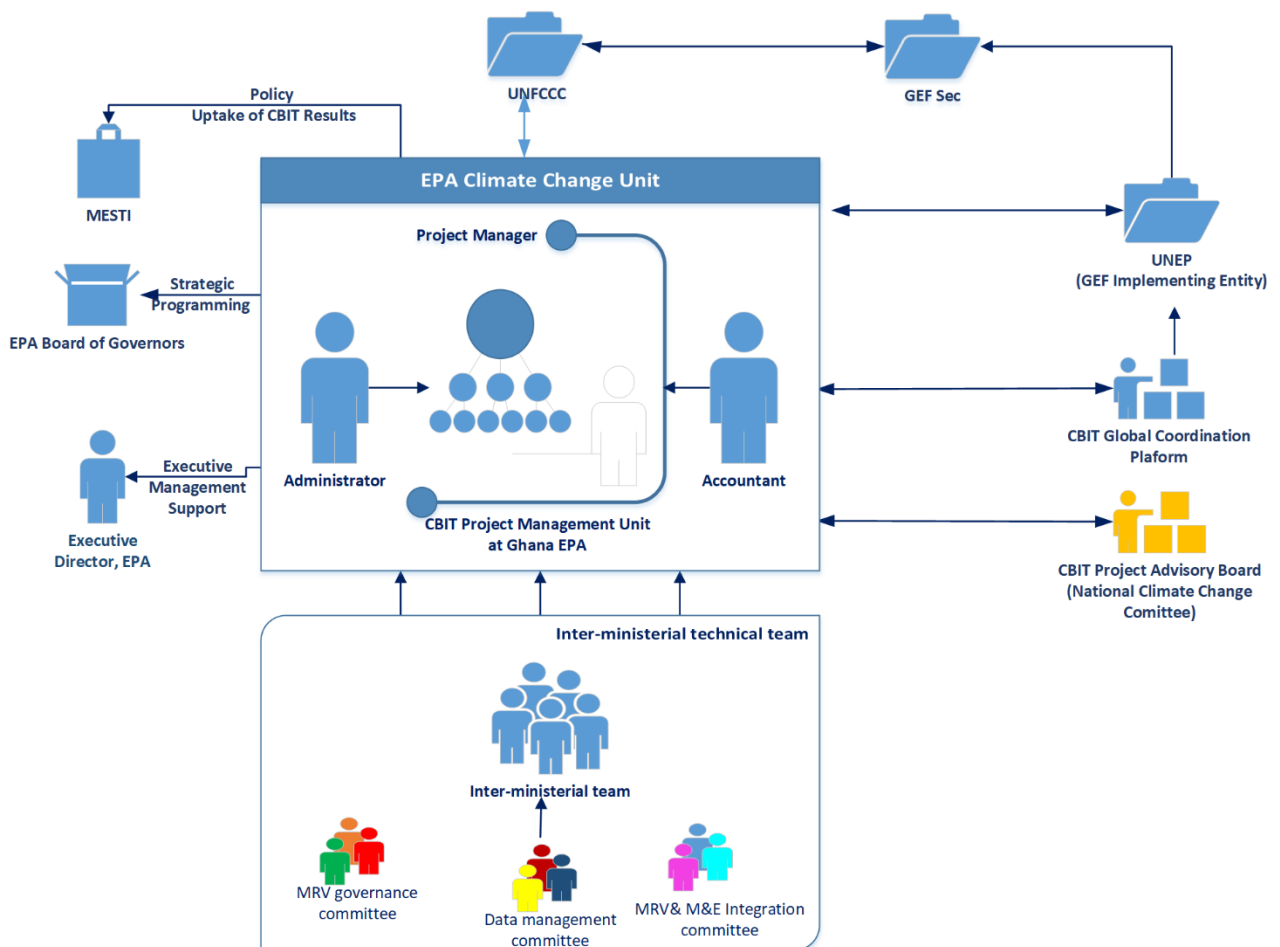 UNFCCC
GEF Sec
Policy
Uptake of CBIT Results
MESTI
EPA Climate Change Unit
Project Manager
UNEP
(GEF Implementing Entity)
Strategic
Programming
EPA Board of Governors
Administrator
Accountant
CBIT Global Coordination
Plaform
Executive
Management
Support
Executive
Director, EPA
CBIT Project Management Unit
at Ghana EPA
CBIT Project Advisory Board
(National Climate Change
Comittee)
Inter-ministerial technical team
Inter-ministerial team
MRV governance
committee
Data management
committee
MRV& M&E Integration
committee